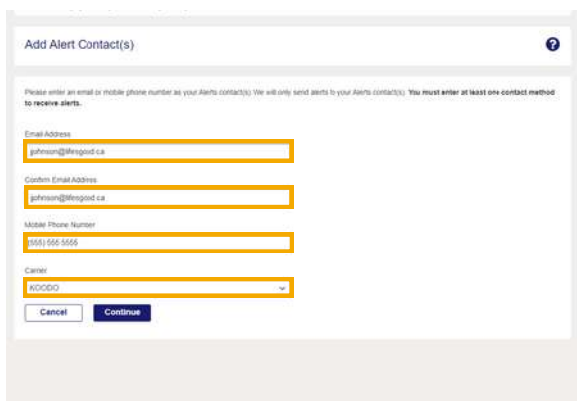 Add Alert Contact(s)
?
Please enter an email or mobile phone number as your Alerts contact(s). We will only send alerts to your Alerts contact(s). You must enter at least one contact method
to receive alerts.
Email Address
johnson@lifesgood.ca
Confirm Email Address
johnson@lifesgood.ca
Mobile Phone Number
(555) 555 5555
Carrier
KOODO
Cancel Continue